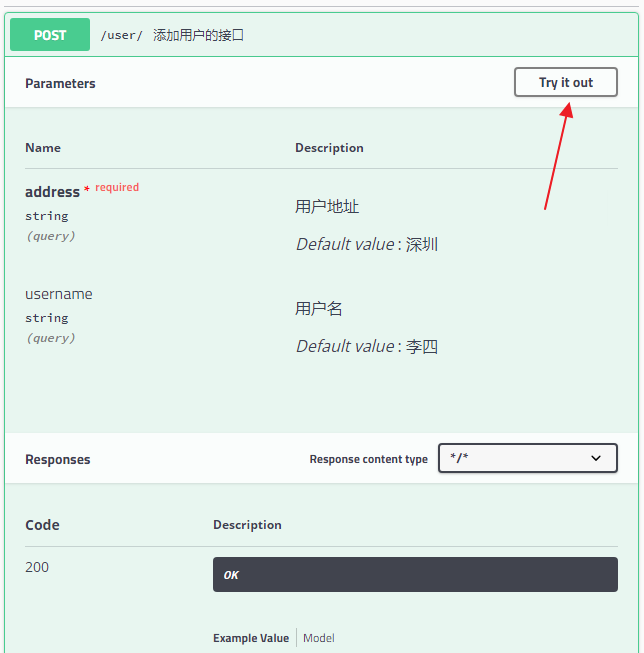 POST /user/ 添加用户的接口
Parameters Try it out
Name Description
address * required 用户地址
string
(query) Default value : 深圳
username 用户名
string
(query) Default value : 李四
Responses Response content type */*
Code Description
200 OK
Example Value Model